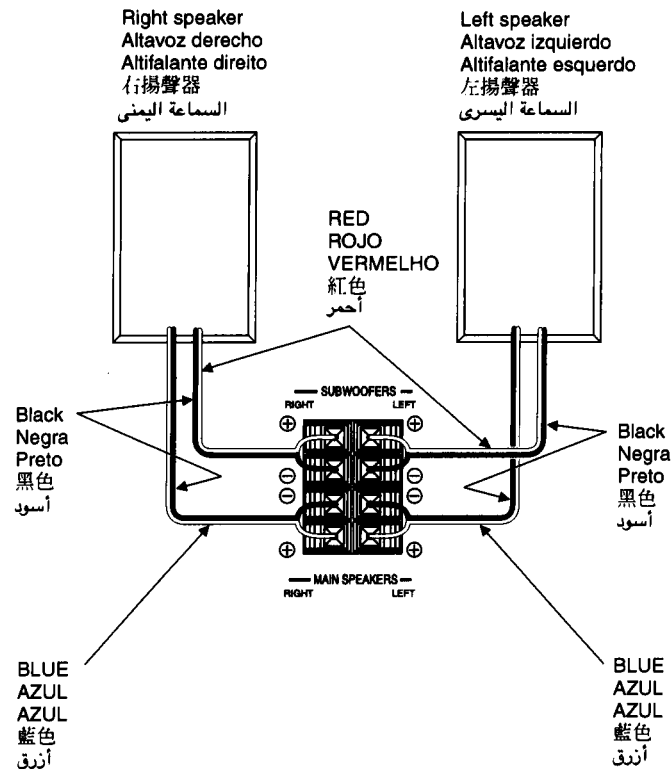 Right speaker
Altavoz derecho
Altifalante direito
右揚聲器
السماعة اليمنى
Left speaker
Altavoz izquierdo
Altifalante esquerdo
左揚聲器
السماعة اليسرى
RED
ROJO
VERMELHO
紅色
أحمر
SUBWOOFERS
RIGHT LEFT
Black
Negra
Preto
黑色
أسود
Black
Negra
Preto
黑色
أسود
MAIN SPEAKERS
RIGHT LEFT
BLUE
AZUL
AZUL
藍色
أزرق
BLUE
AZUL
AZUL
藍色
أزرق